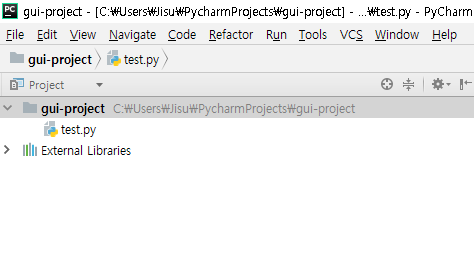 PC gui-project - [C:₩Users₩Jisu₩PycharmProjects₩gui-project] - ...₩test.py - PyCharm
File Edit View Navigate Code Refactor Run Tools VCS Window Help
gui-project test.py
Project
gui-project C:₩Users₩Jisu₩PycharmProjects₩gui-project
test.py
External Libraries